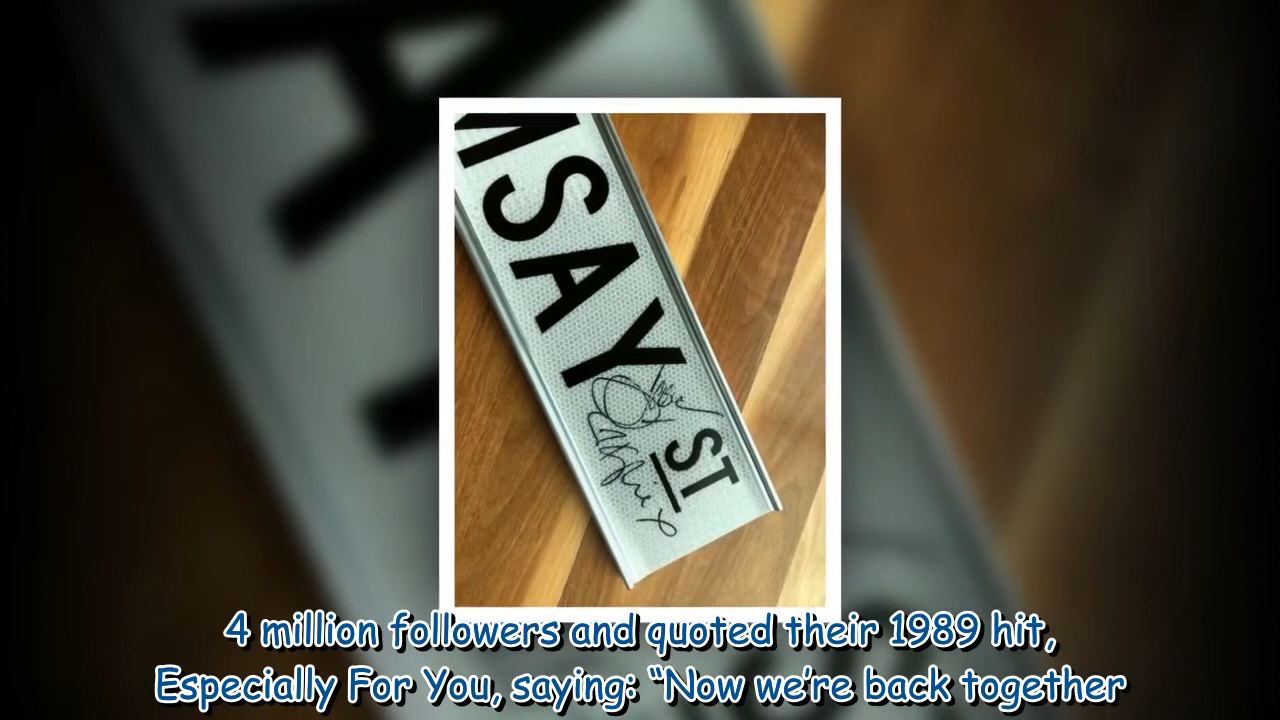 MSAY
ST
4 million followers and quoted their 1989 hit,
Especially For You, saying: “Now we’re back together